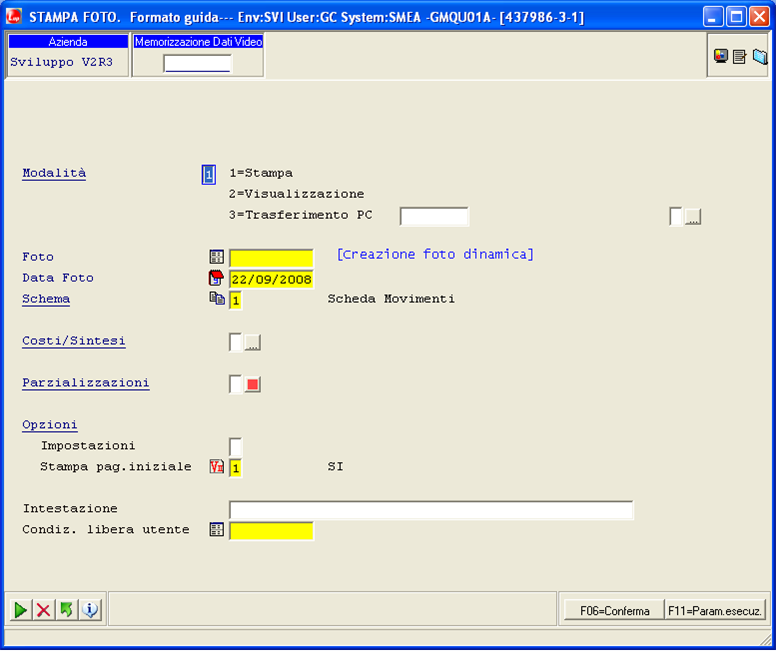 STAMPA FOTO. Formato guida--- Env:SVI User:GC System:SMEA -GMQU01A- [437986-3-1]
Azienda
Memorizzazione Dati Video
Sviluppo V2R3
Modalità 1 1=Stampa
2=Visualizzazione
3=Trasferimento PC ...
Foto [Creazione foto dinamica]
Data Foto 22/09/2008
Schema 1 Scheda Movimenti
Costi/Sintesi ...
Parzializzazioni
Opzioni
Impostazioni
Stampa pag.iniziale 1 SI
Intestazione
Condiz. libera utente
F06=Conferma F11=Param.esecuz.